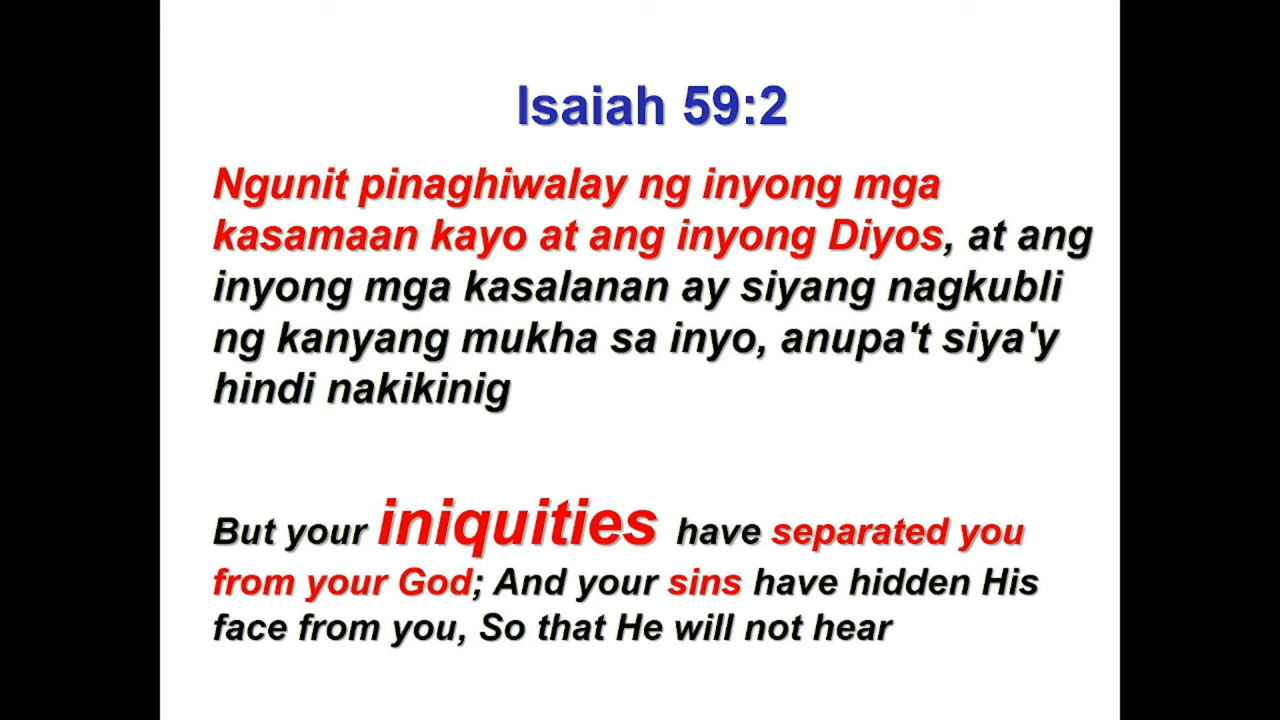 Isaiah 59:2
Ngunit pinaghiwalay ng inyong mga
kasamaan kayo at ang inyong Diyos, at ang
inyong mga kasalanan ay siyang nagkubli
ng kanyang mukha sa inyo, anupa't siya'y
hindi nakikinig
But your iniquities have separated you
from your God; And your sins have hidden His
face from you, So that He will not hear